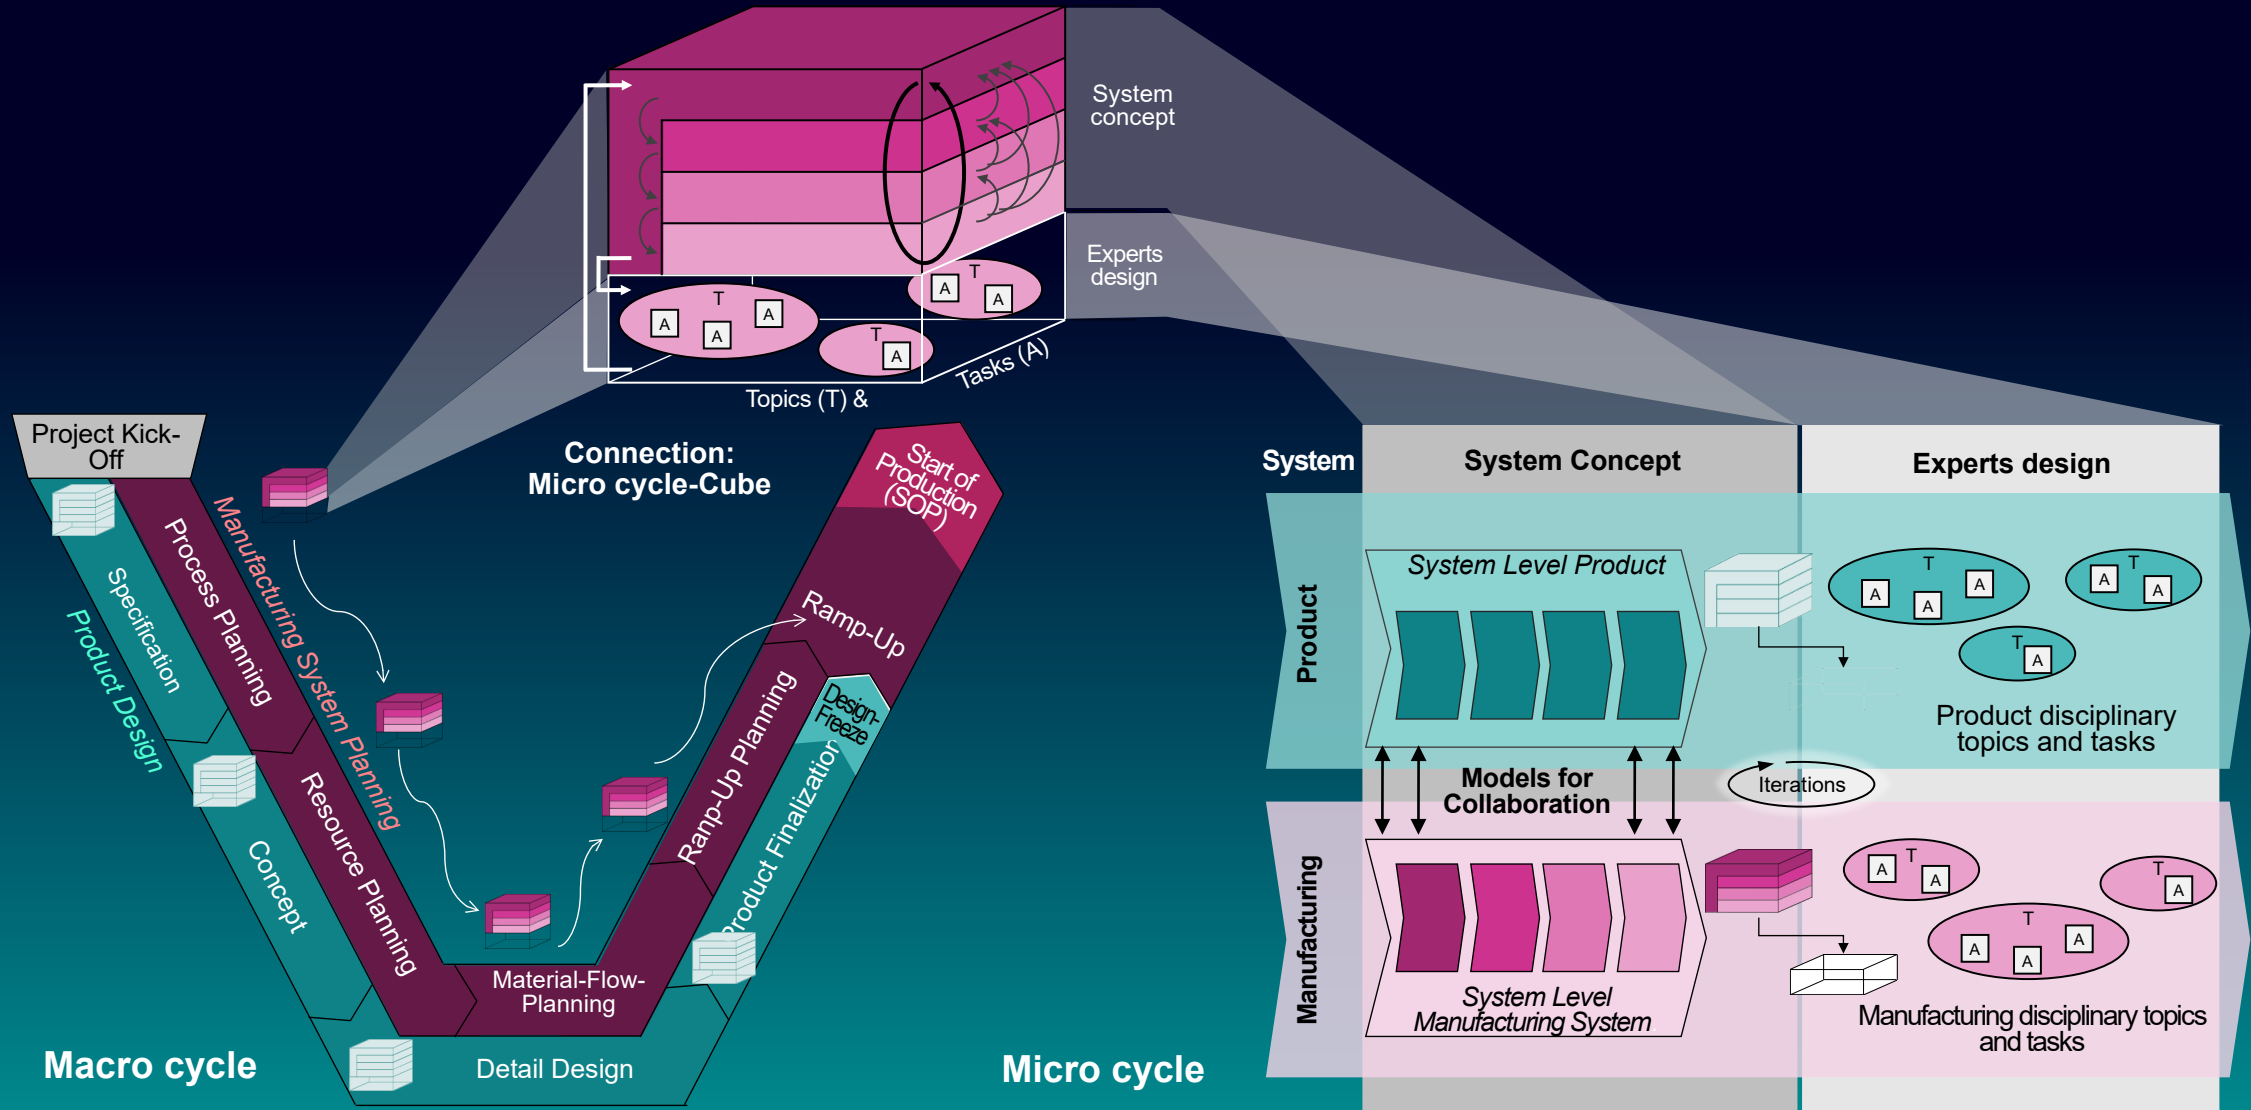 System
concept
Experts
design
T
A
A
A
T
A
T
A
A
Topics (T) &
Tasks (A)
Connection:
Micro cycle-Cube
Project Kick-
Off
Product Design
Specification
Process Planning
Manufacturing System Planning
Concept
Resource Planning
Material-Flow-
Planning
Detail Design
Product Finalization
Ranp-Up Planning
Design-
Freeze
Ramp-Up
Start of
Production
(SOP)
Macro cycle
Micro cycle
System
System Concept
Experts design
Product
System Level Product
T
A
A
A
T
A
A
T
A
Product disciplinary
topics and tasks
Models for
Collaboration
Iterations
Manufacturing
System Level
Manufacturing System
T
A
A
T
A
T
A
A
A
Manufacturing disciplinary topics
and tasks